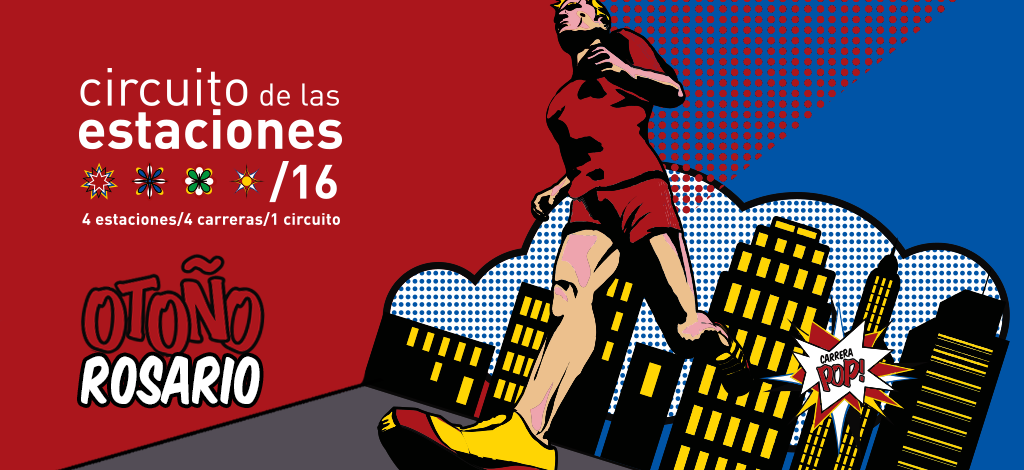 circuito de las
estaciones
/16
4 estaciones/4 carreras/1 circuito
OTOÑO
ROSARIO
CARRERA
POP!